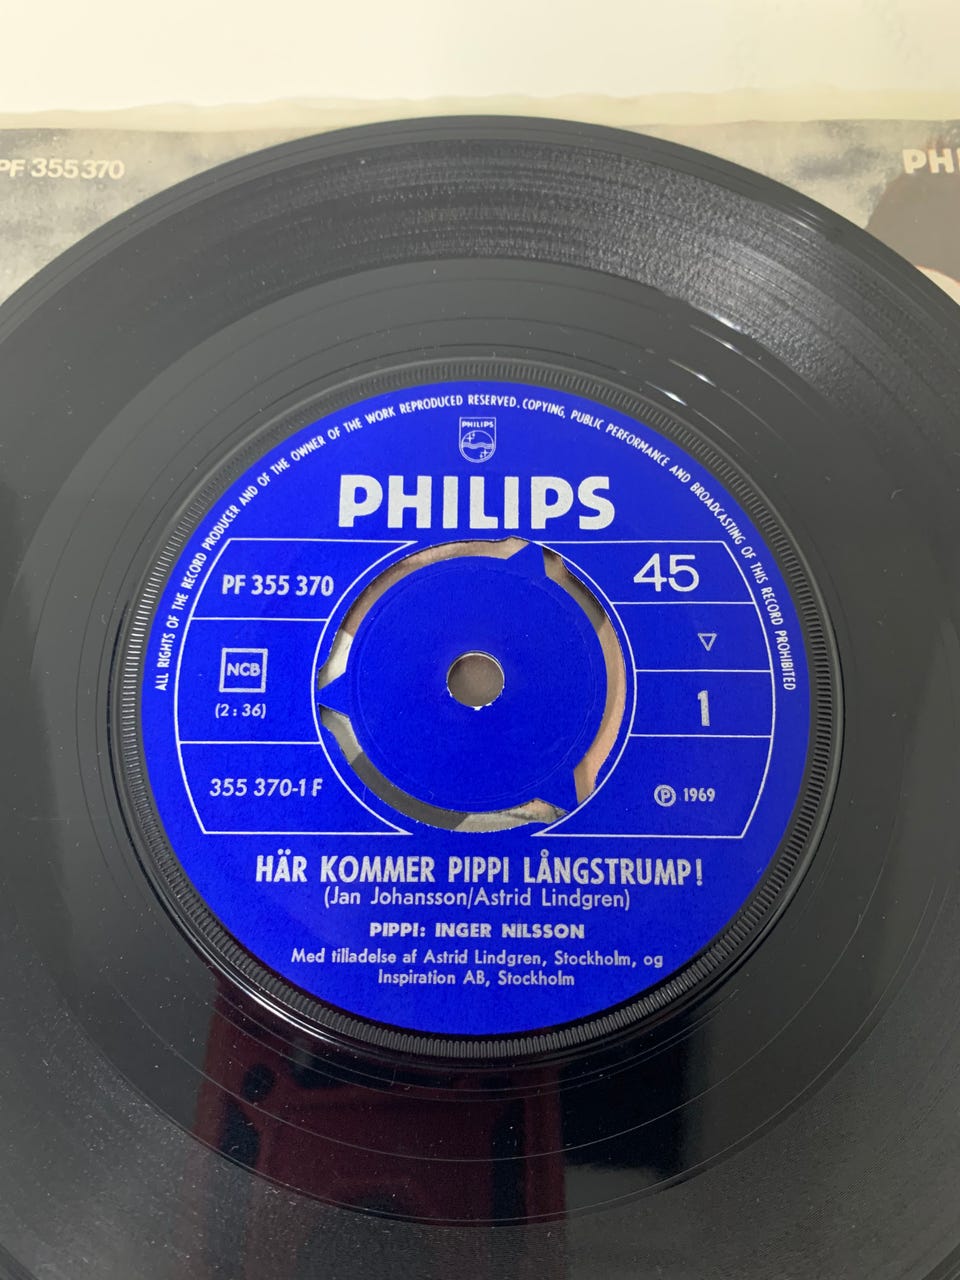 PF 355370
ALL RIGHTS OF THE RECORD PRODUCER AND OF THE OWNER OF THE WORK REPRODUCED RESERVED. COPYING, PUBLIC PERFORMANCE AND BROADCASTING OF THIS RECORD PROHIBITED
PHILIPS
PHILIPS
PF 355 370
45
NCB
(2 : 36)
1
355 370-1 F
Ⓟ 1969
HÄR KOMMER PIPPI LÅNGSTRUMP!
(Jan Johansson/Astrid Lindgren)
PIPPI: INGER NILSSON
Med tilladelse af Astrid Lindgren, Stockholm, og
Inspiration AB, Stockholm